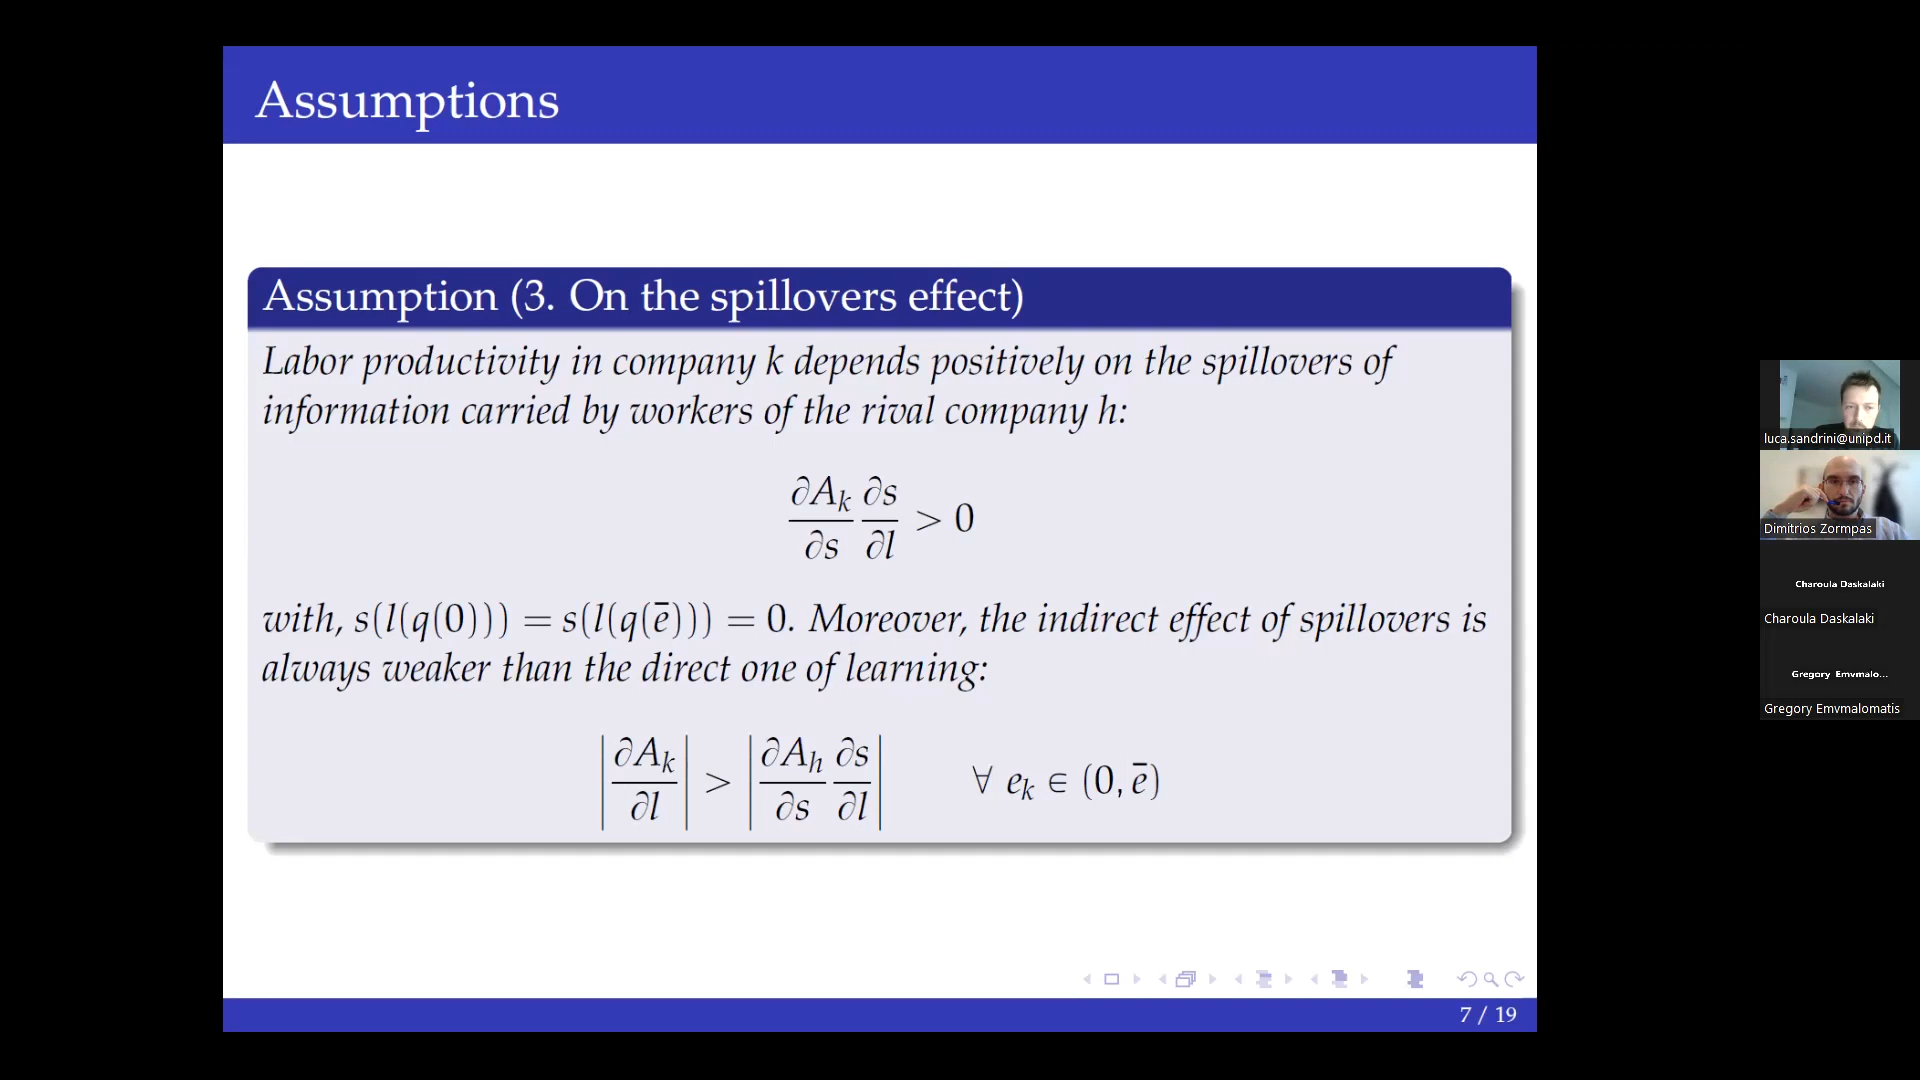 Assumptions
Assumption (3. On the spillovers effect)
Labor productivity in company k depends positively on the spillovers of
information carried by workers of the rival company h:
∂A_k/∂s ∂s/∂l > 0
with, s(l(q(0))) = s(l(q(ē))) = 0. Moreover, the indirect effect of spillovers is
always weaker than the direct one of learning:
|∂A_k/∂l| > |∂A_h/∂s ∂s/∂l| ∀ e_k ∈ (0, ē)
7 / 19
luca.sandrini@unipd.it
Dimitrios Zormpas
Charoula Daskalaki
Charoula Daskalaki
Gregory Emvmalo...
Gregory Emvmalomatis